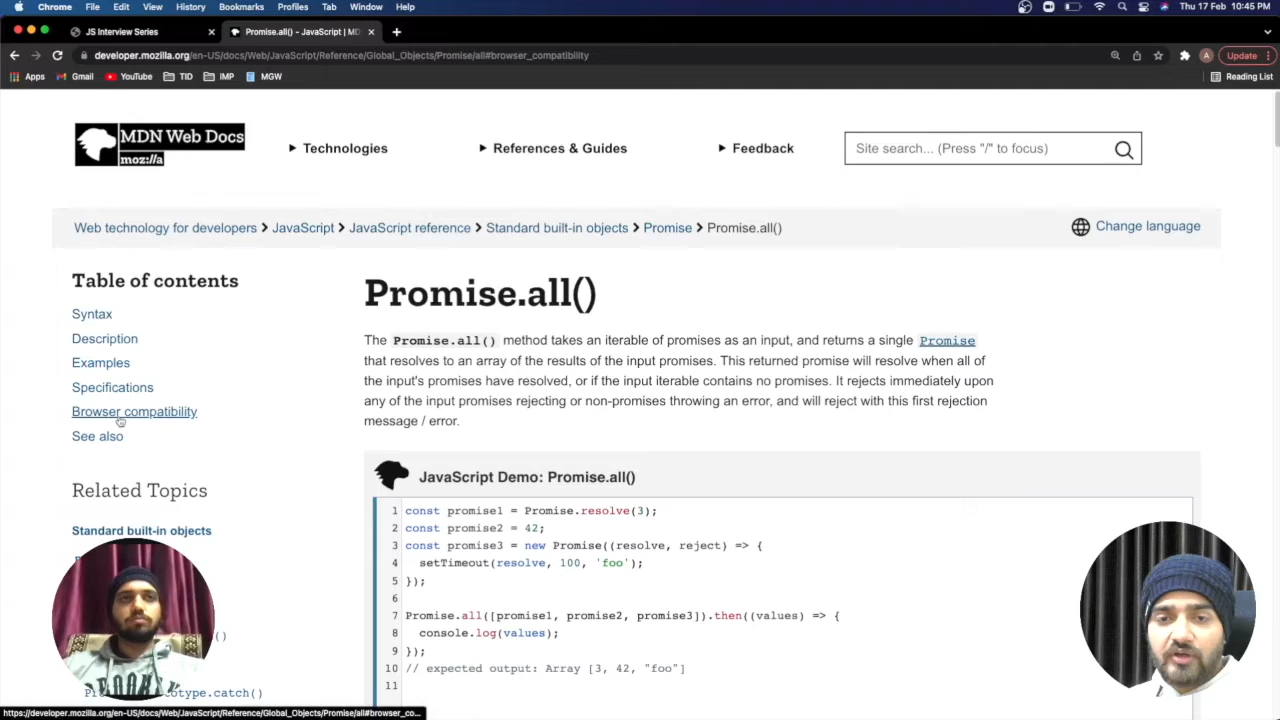 Chrome File Edit View History Bookmarks Profiles Tab Window Help Thu 17 Feb 10:45 PM
JS Interview Series Promise.all() - JavaScript | MD
developer.mozilla.org/en-US/docs/Web/JavaScript/Reference/Global_Objects/Promise/all#browser_compatibility A Update
Apps Gmail YouTube TID IMP MGW Reading List
MDN Web Docs
moz://a
Technologies References & Guides Feedback Site search... (Press "/" to focus)
Web technology for developers JavaScript JavaScript reference Standard built-in objects Promise Promise.all() Change language
Table of contents
Syntax
Description
Examples
Specifications
Browser compatibility
See also
Related Topics
Standard built-in objects
Promise.all()
The Promise.all() method takes an iterable of promises as an input, and returns a single Promise
that resolves to an array of the results of the input promises. This returned promise will resolve when all of
the input's promises have resolved, or if the input iterable contains no promises. It rejects immediately upon
any of the input promises rejecting or non-promises throwing an error, and will reject with this first rejection
message / error.
JavaScript Demo: Promise.all()
1 const promise1 = Promise.resolve(3);
2 const promise2 = 42;
3 const promise3 = new Promise((resolve, reject) => {
4 setTimeout(resolve, 100, 'foo');
5 });
6
7 Promise.all([promise1, promise2, promise3]).then((values) => {
8 console.log(values);
9 });
10 // expected output: Array [3, 42, "foo"]
11
()
otype.catch()
https://developer.mozilla.org/en-US/docs/Web/JavaScript/Reference/Global_Objects/Promise/all#browser_co...